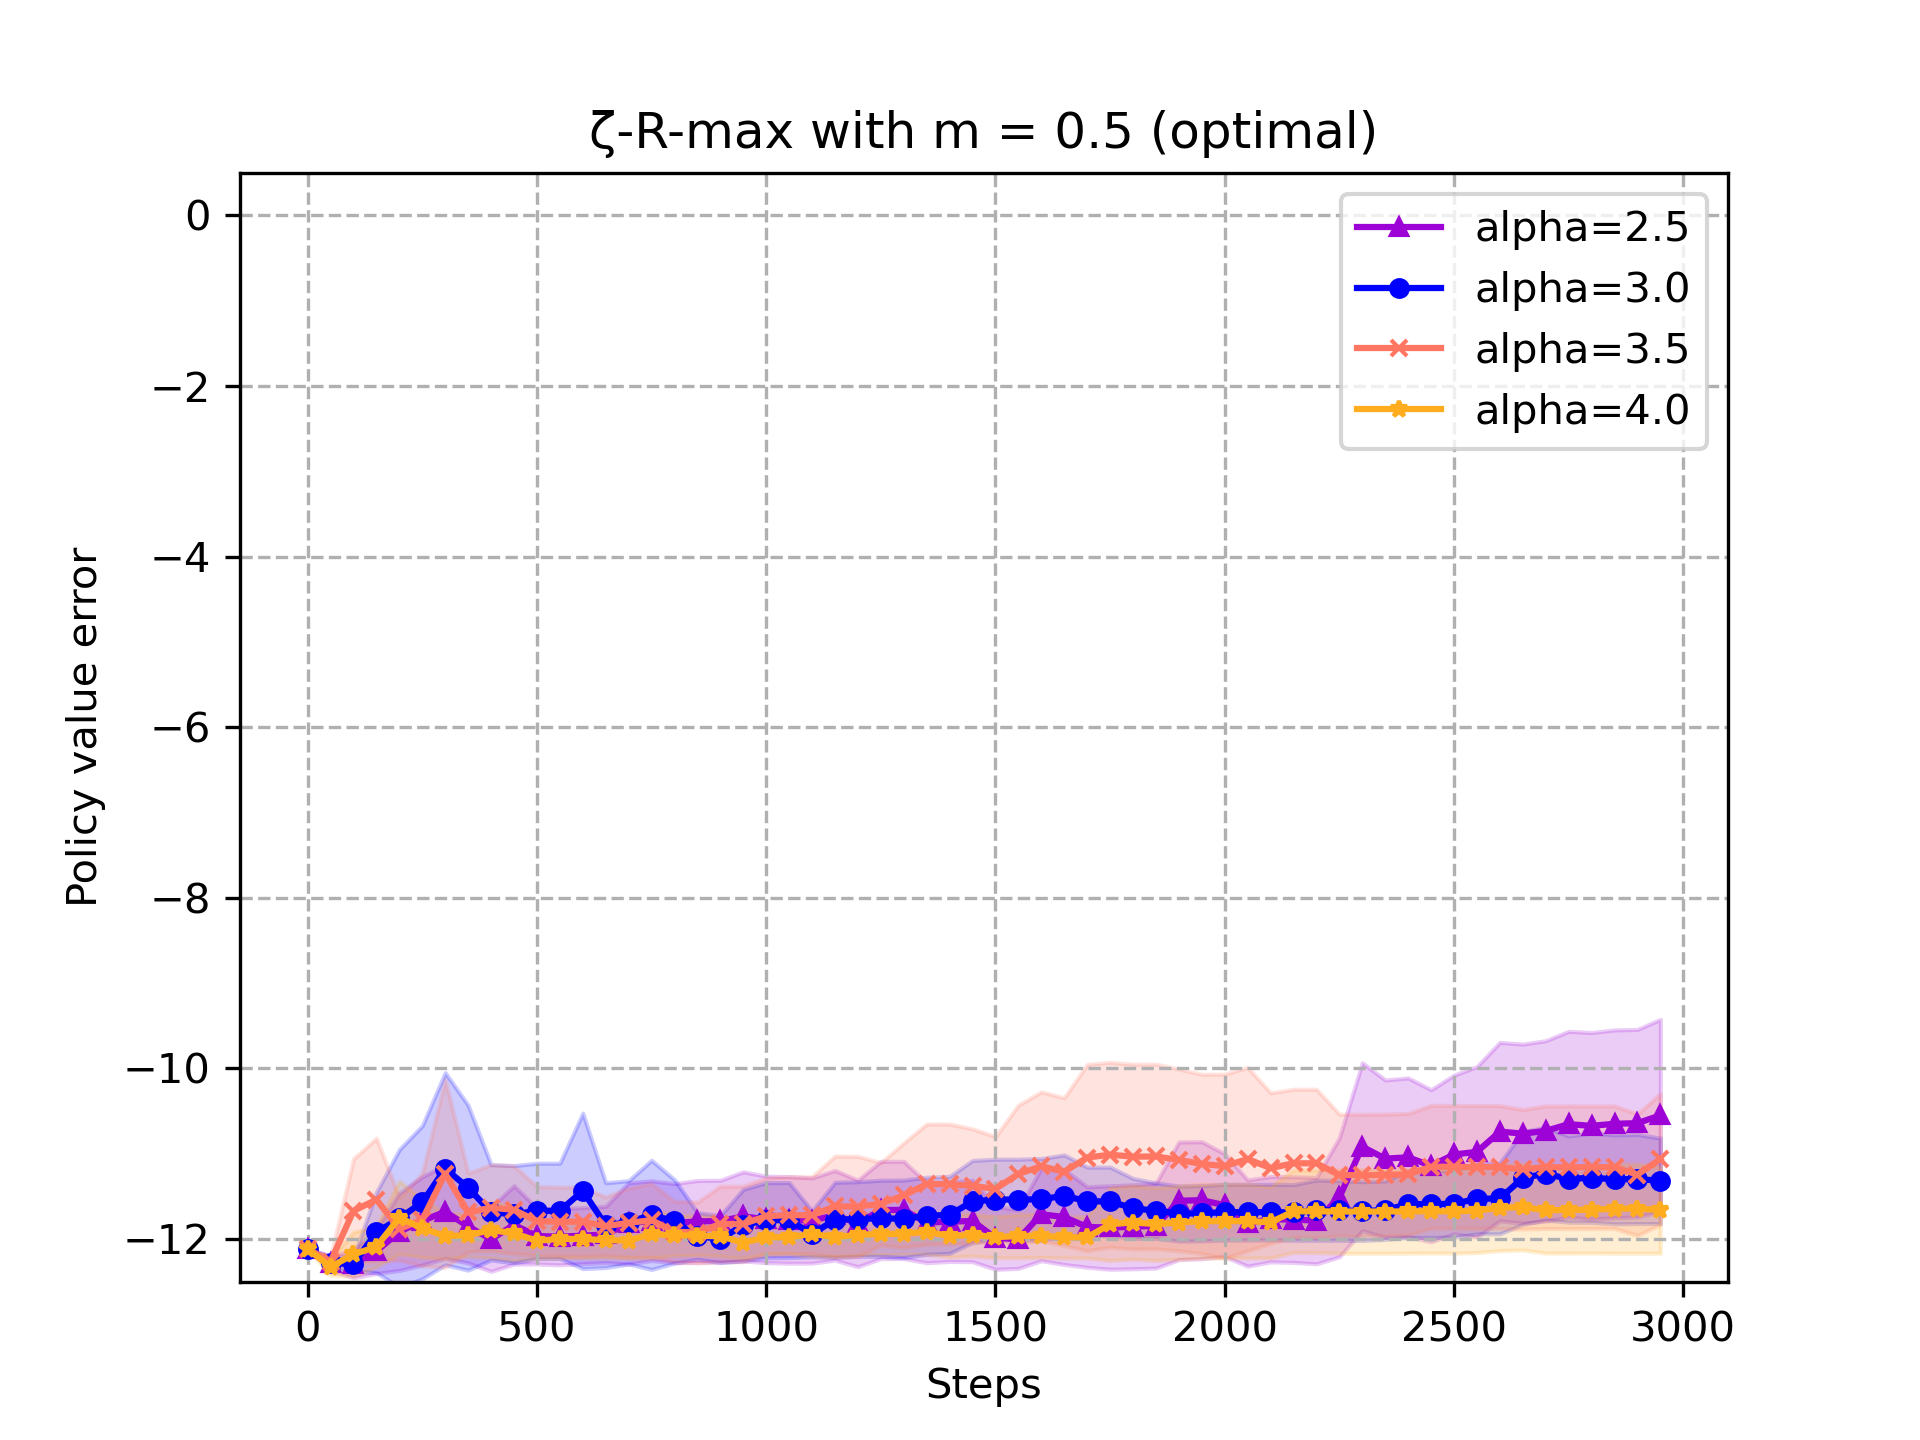 ζ-R-max with m = 0.5 (optimal)
alpha=2.5
alpha=3.0
alpha=3.5
alpha=4.0
Policy value error
0
−2
−4
−6
−8
−10
−12
0 500 1000 1500 2000 2500 3000
Steps